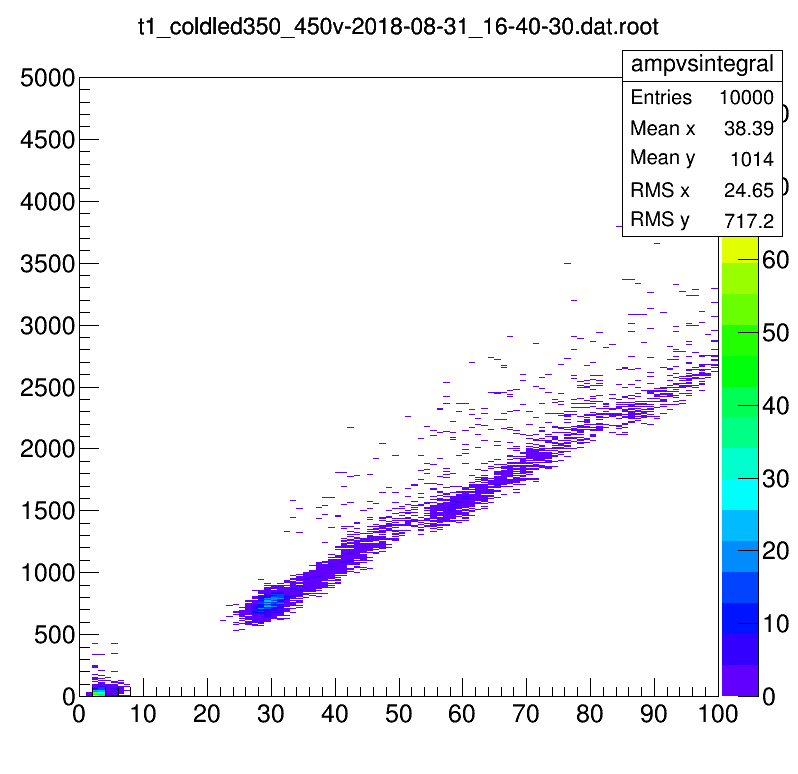 t1_coldled350_450v-2018-08-31_16-40-30.dat.root
ampvsintegral
Entries 10000
Mean x 38.39
Mean y 1014
RMS x 24.65
RMS y 717.2
5000
4500
4000
3500
3000
2500
2000
1500
1000
500
0
0 10 20 30 40 50 60 70 80 90 100
60
50
40
30
20
10
0